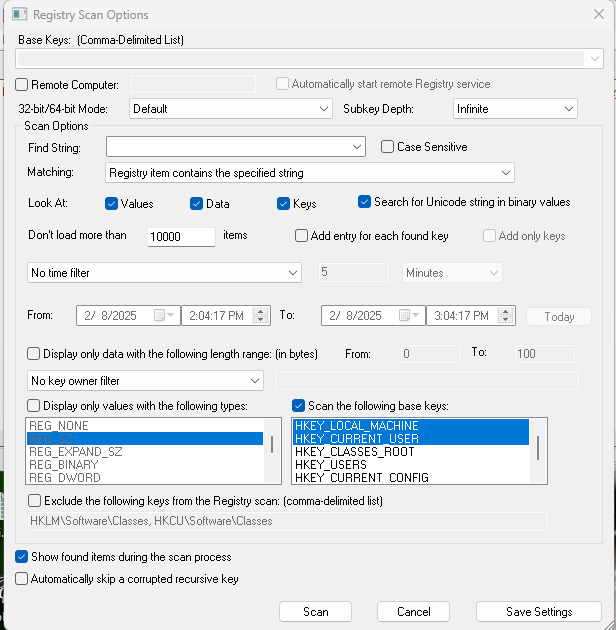 Registry Scan Options
Base Keys: (Comma-Delimited List)
Remote Computer:
Automatically start remote Registry service
32-bit/64-bit Mode: Default Subkey Depth: Infinite
Scan Options
Find String: Case Sensitive
Matching: Registry item contains the specified string
Look At: Values Data Keys Search for Unicode string in binary values
Don't load more than 10000 items Add entry for each found key Add only keys
No time filter 5 Minutes
From: 2/ 8/2025 2:04:17 PM To: 2/ 8/2025 3:04:17 PM Today
Display only data with the following length range: (in bytes) From: 0 To: 100
No key owner filter
Display only values with the following types: Scan the following base keys:
REG_NONE HKEY_LOCAL_MACHINE
REG_SZ HKEY_CURRENT_USER
REG_EXPAND_SZ HKEY_CLASSES_ROOT
REG_BINARY HKEY_USERS
REG_DWORD HKEY_CURRENT_CONFIG
Exclude the following keys from the Registry scan: (comma-delimited list)
HKLM\Software\Classes, HKCU\Software\Classes
Show found items during the scan process
Automatically skip a corrupted recursive key
Scan Cancel Save Settings